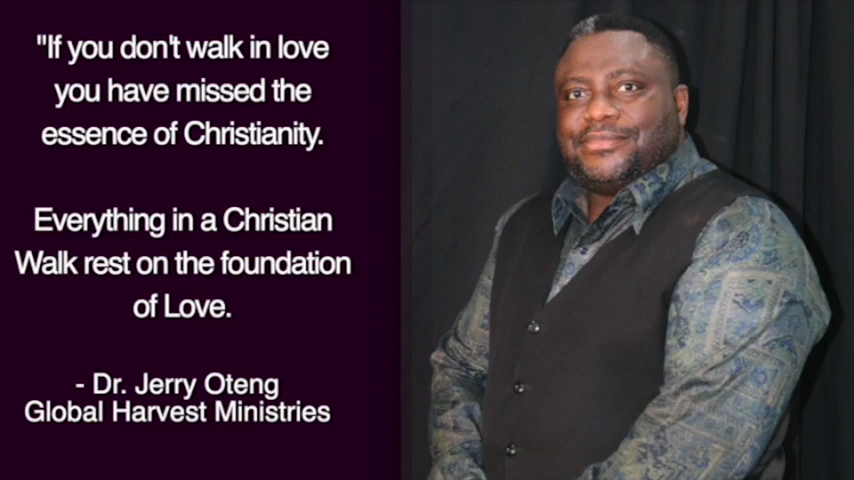 "If you don't walk in love
you have missed the
essence of Christianity.
Everything in a Christian
Walk rest on the foundation
of Love.
- Dr. Jerry Oteng
Global Harvest Ministries